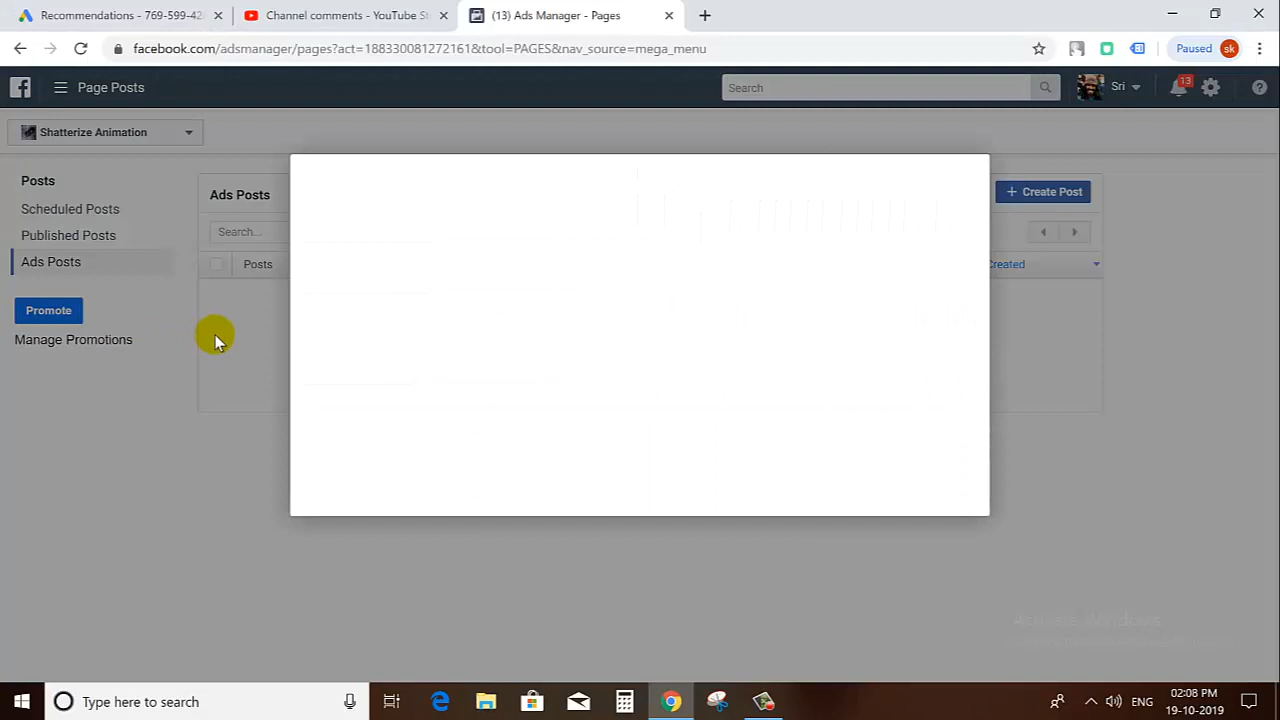 Recommendations - 769-599-42
Channel comments - YouTube St
(13) Ads Manager - Pages
facebook.com/adsmanager/pages?act=188330081272161&tool=PAGES&nav_source=mega_menu
Paused
sk
Page Posts
Search
Sri
13
Shatterize Animation
Posts
Scheduled Posts
Published Posts
Ads Posts
Promote
Manage Promotions
Ads Posts
+ Create Post
Search...
Posts
Created
Activate Windows
Type here to search
ENG
02:08 PM
19-10-2019